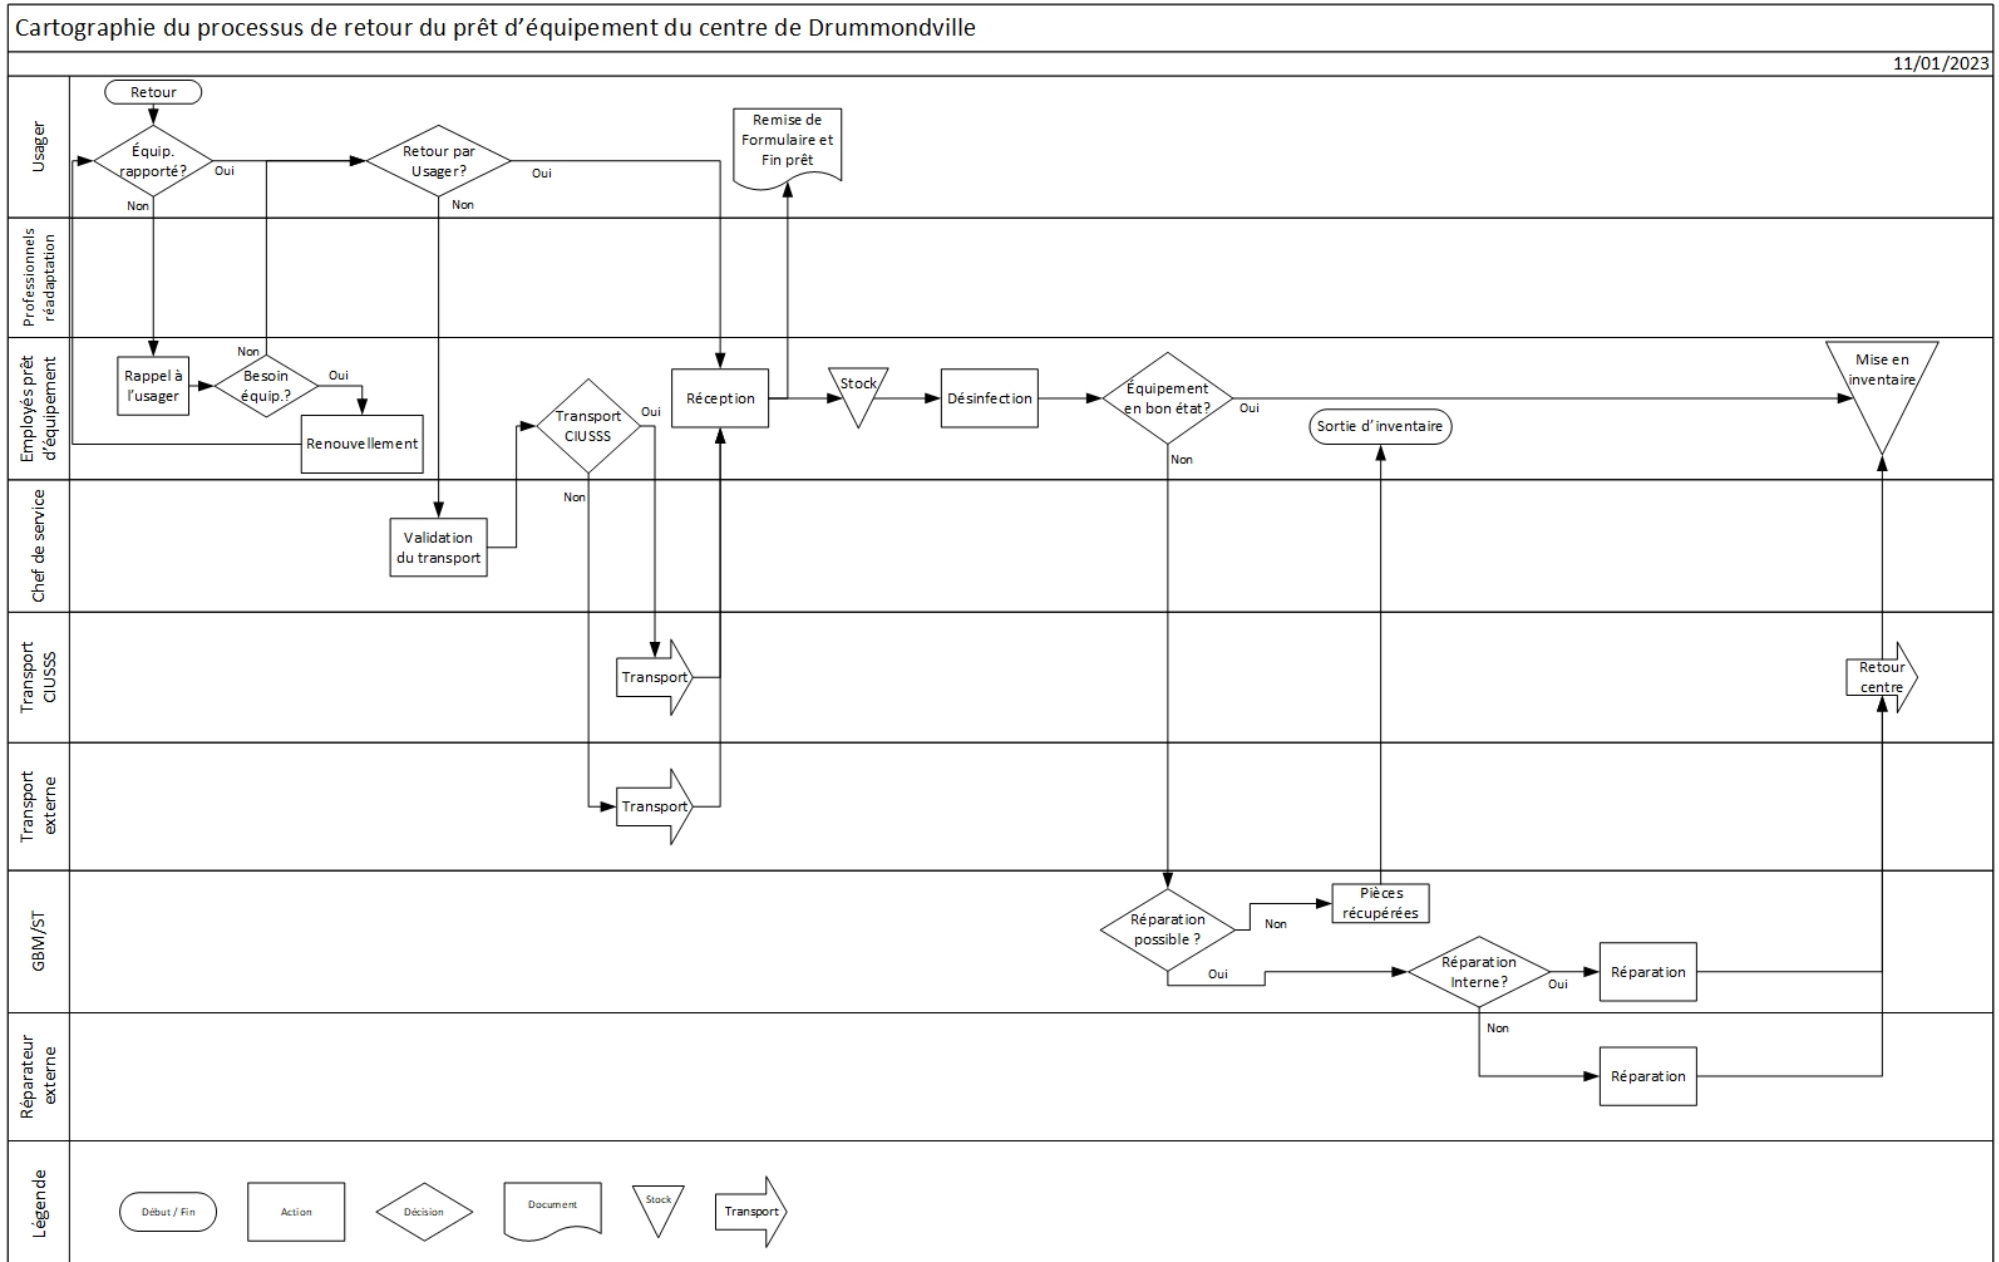 Cartographie du processus de retour du prêt d’équipement du centre de Drummondville
11/01/2023
Usager
Retour
Équip.
rapporté?
Oui
Non
Retour par
Usager?
Oui
Non
Remise de
Formulaire et
Fin prêt
Professionnels
réadaptation
Employés prêt
d’équipement
Rappel à
l’usager
Non
Besoin
équip.?
Oui
Renouvellement
Transport
CIUSSS
Oui
Non
Réception
Stock
Désinfection
Équipement
en bon état?
Oui
Non
Sortie d’inventaire
Mise en
inventaire
Chef de service
Validation
du transport
Transport
CIUSSS
Transport
Retour
centre
Transport
externe
Transport
GBM/ST
Réparation
possible ?
Non
Oui
Pièces
récupérées
Réparation
Interne?
Oui
Non
Réparation
Réparateur
externe
Réparation
Légende
Début / Fin
Action
Décision
Document
Stock
Transport